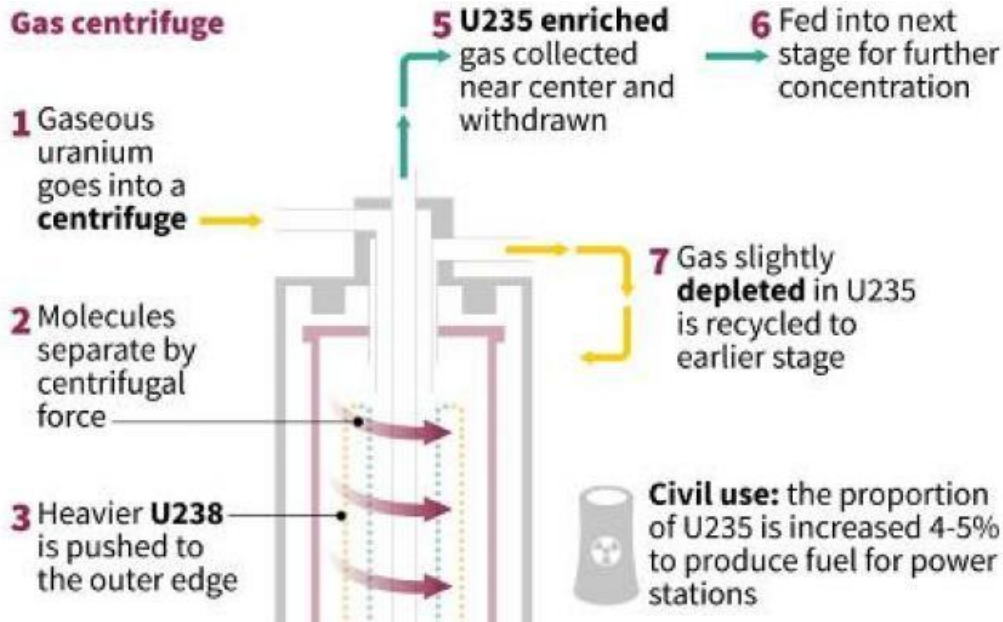 Gas centrifuge
1 Gaseous
uranium
goes into a
centrifuge
2 Molecules
separate by
centrifugal
force
3 Heavier U238
is pushed to
the outer edge
5 U235 enriched
gas collected
near center and
withdrawn
6 Fed into next
stage for further
concentration
7 Gas slightly
depleted in U235
is recycled to
earlier stage
Civil use: the proportion
of U235 is increased 4-5%
to produce fuel for power
stations